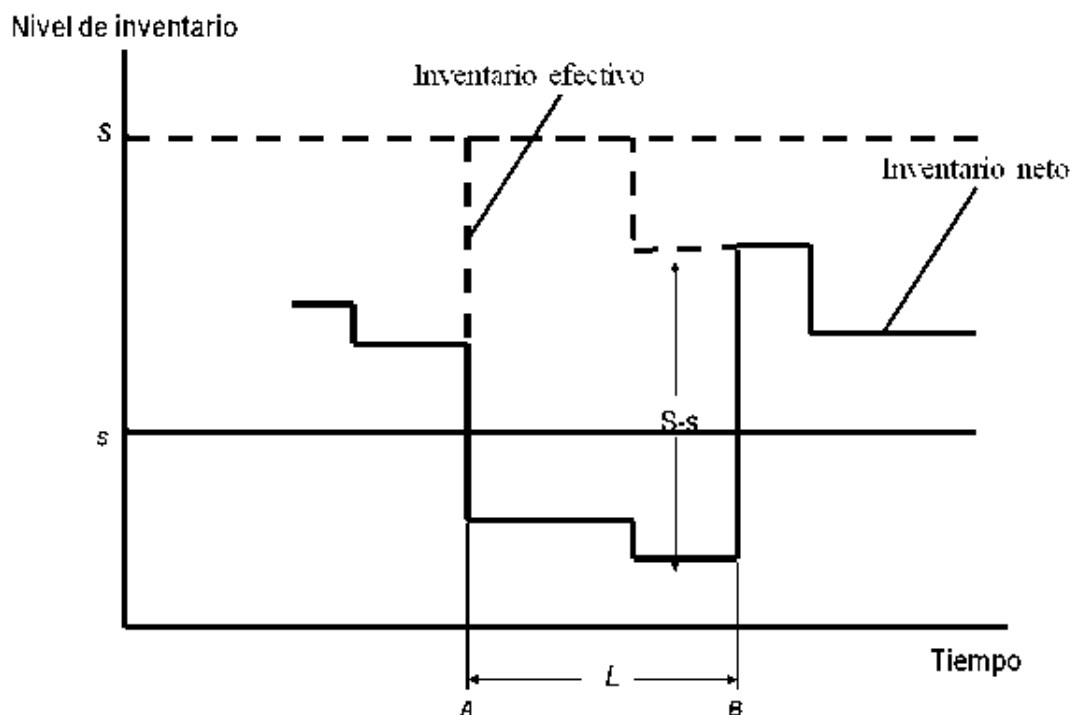 Nivel de inventario
Inventario efectivo
S
Inventario neto
S-s
s
Tiempo
L
A
B